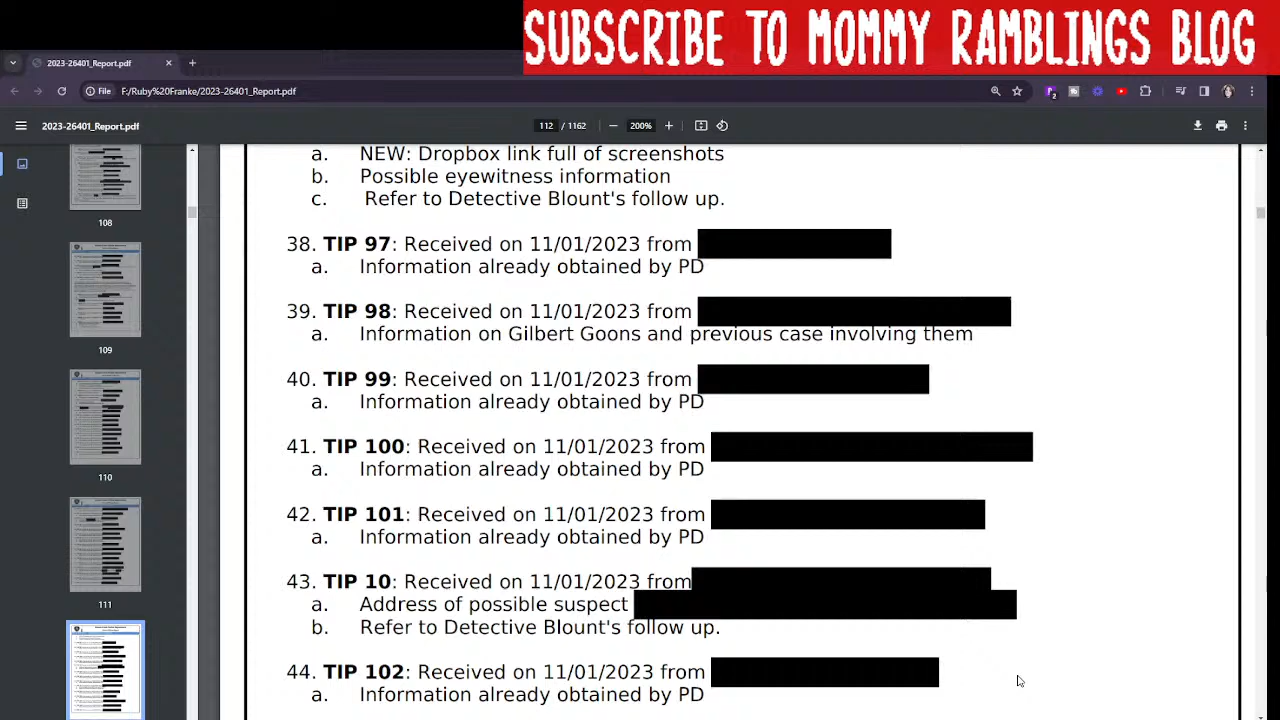 SUBSCRIBE TO MOMMY RAMBLINGS BLOG
2023-26401_Report.pdf
File F:/Ruby%20Franke/2023-26401_Report.pdf
2
2023-26401_Report.pdf
112 / 1162
200%
108
109
110
111
a. NEW: Dropbox link full of screenshots
b. Possible eyewitness information
c. Refer to Detective Blount's follow up.
38. TIP 97: Received on 11/01/2023 from
a. Information already obtained by PD
39. TIP 98: Received on 11/01/2023 from
a. Information on Gilbert Goons and previous case involving them
40. TIP 99: Received on 11/01/2023 from
a. Information already obtained by PD
41. TIP 100: Received on 11/01/2023 from
a. Information already obtained by PD
42. TIP 101: Received on 11/01/2023 from
a. Information already obtained by PD
43. TIP 10: Received on 11/01/2023 from
a. Address of possible suspect
b. Refer to Detective Blount's follow up.
44. TIP 102: Received on 11/01/2023 from
a. Information already obtained by PD